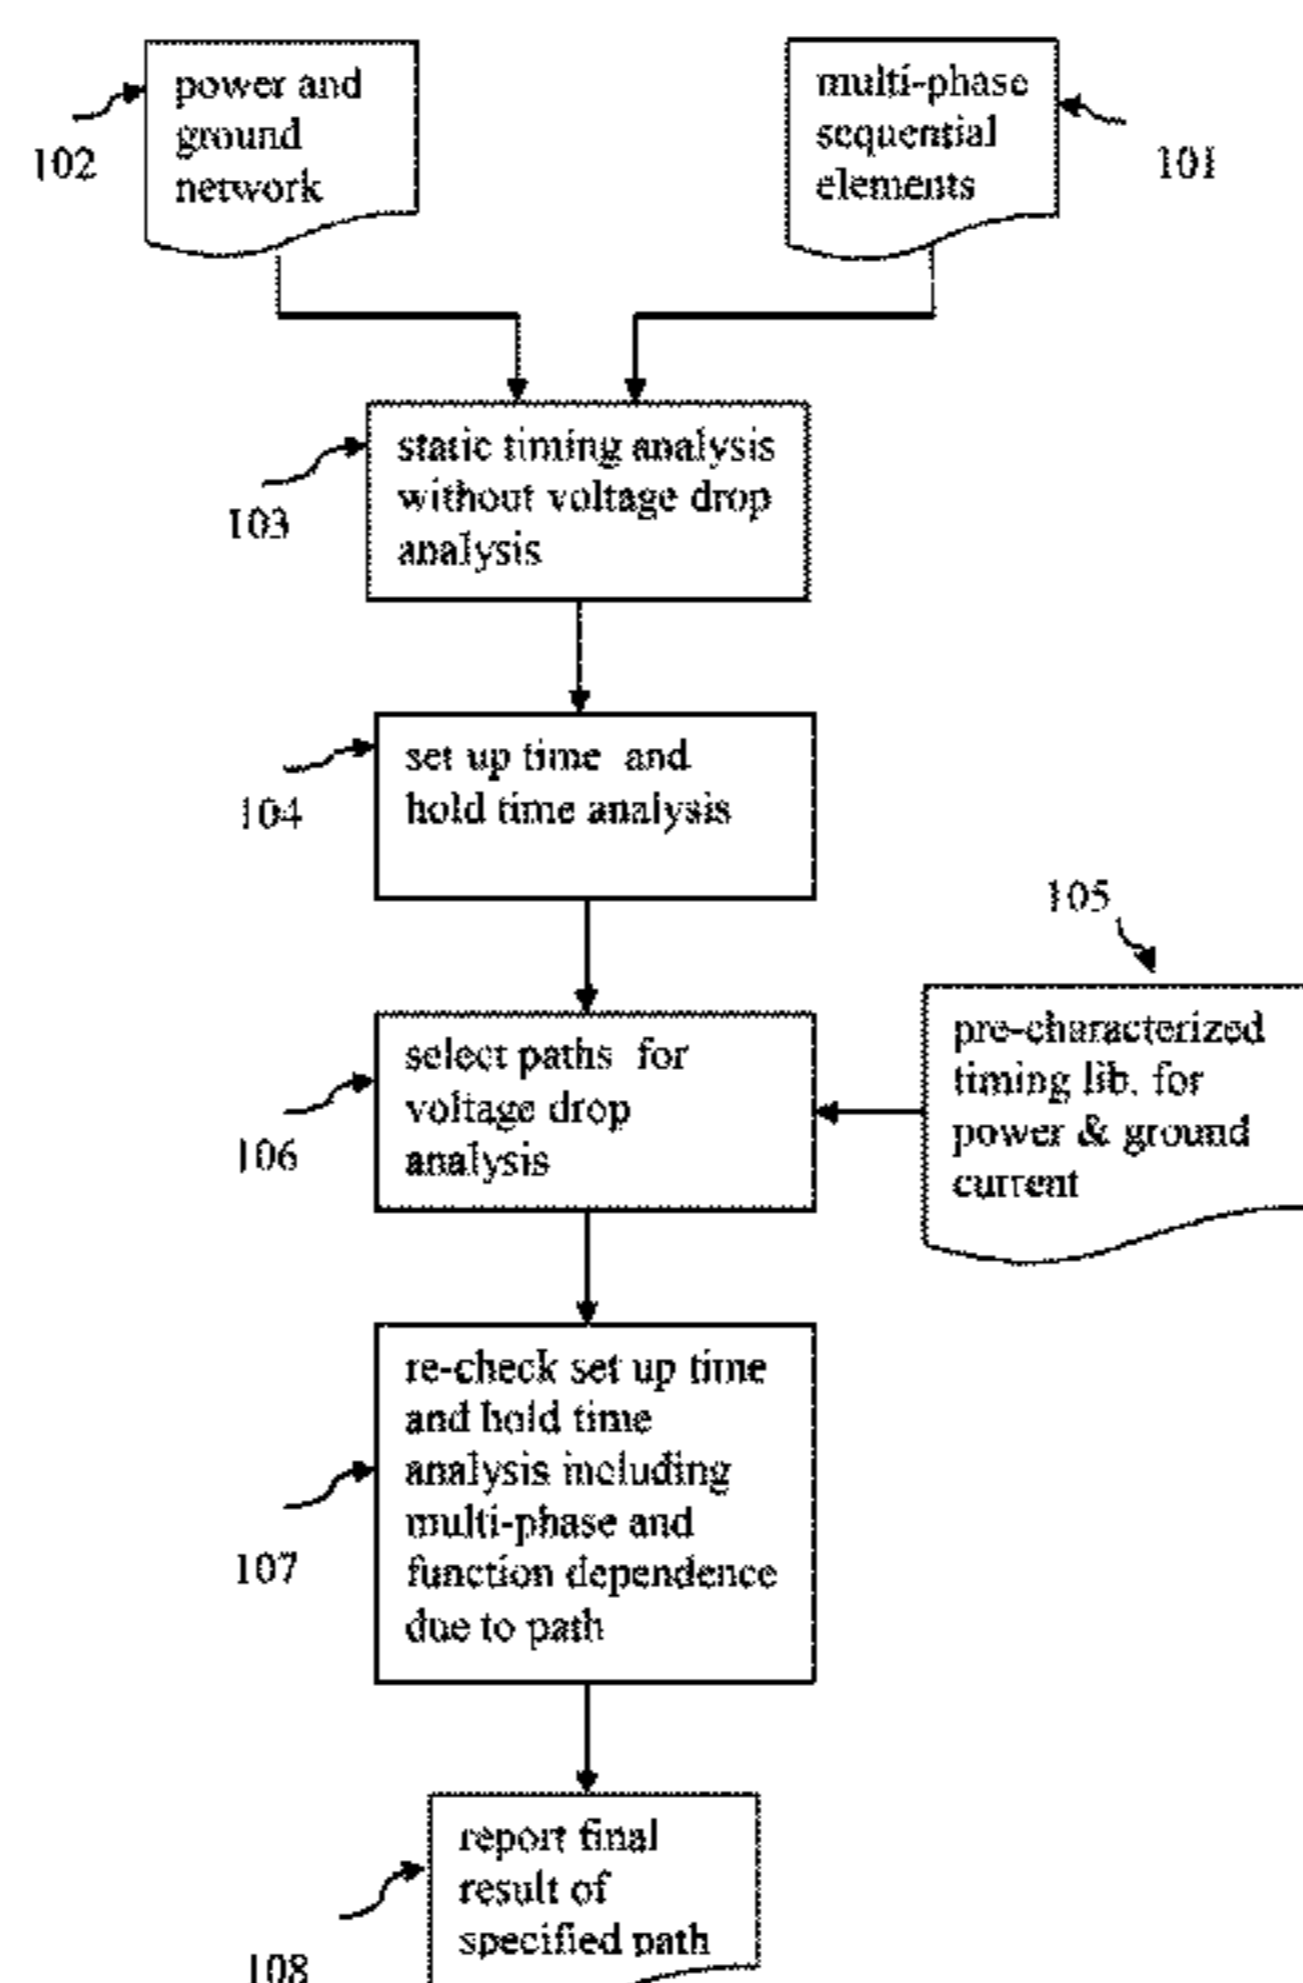 power and
ground
network
102
multi-phase
sequential
elements
101
static timing analysis
without voltage drop
analysis
103
set up time and
hold time analysis
104
105
pre-characterized
timing lib. for
power & ground
current
select paths for
voltage drop
analysis
106
re-check set up time
and hold time
analysis including
multi-phase and
function dependence
due to path
107
report final
result of
specified path
108